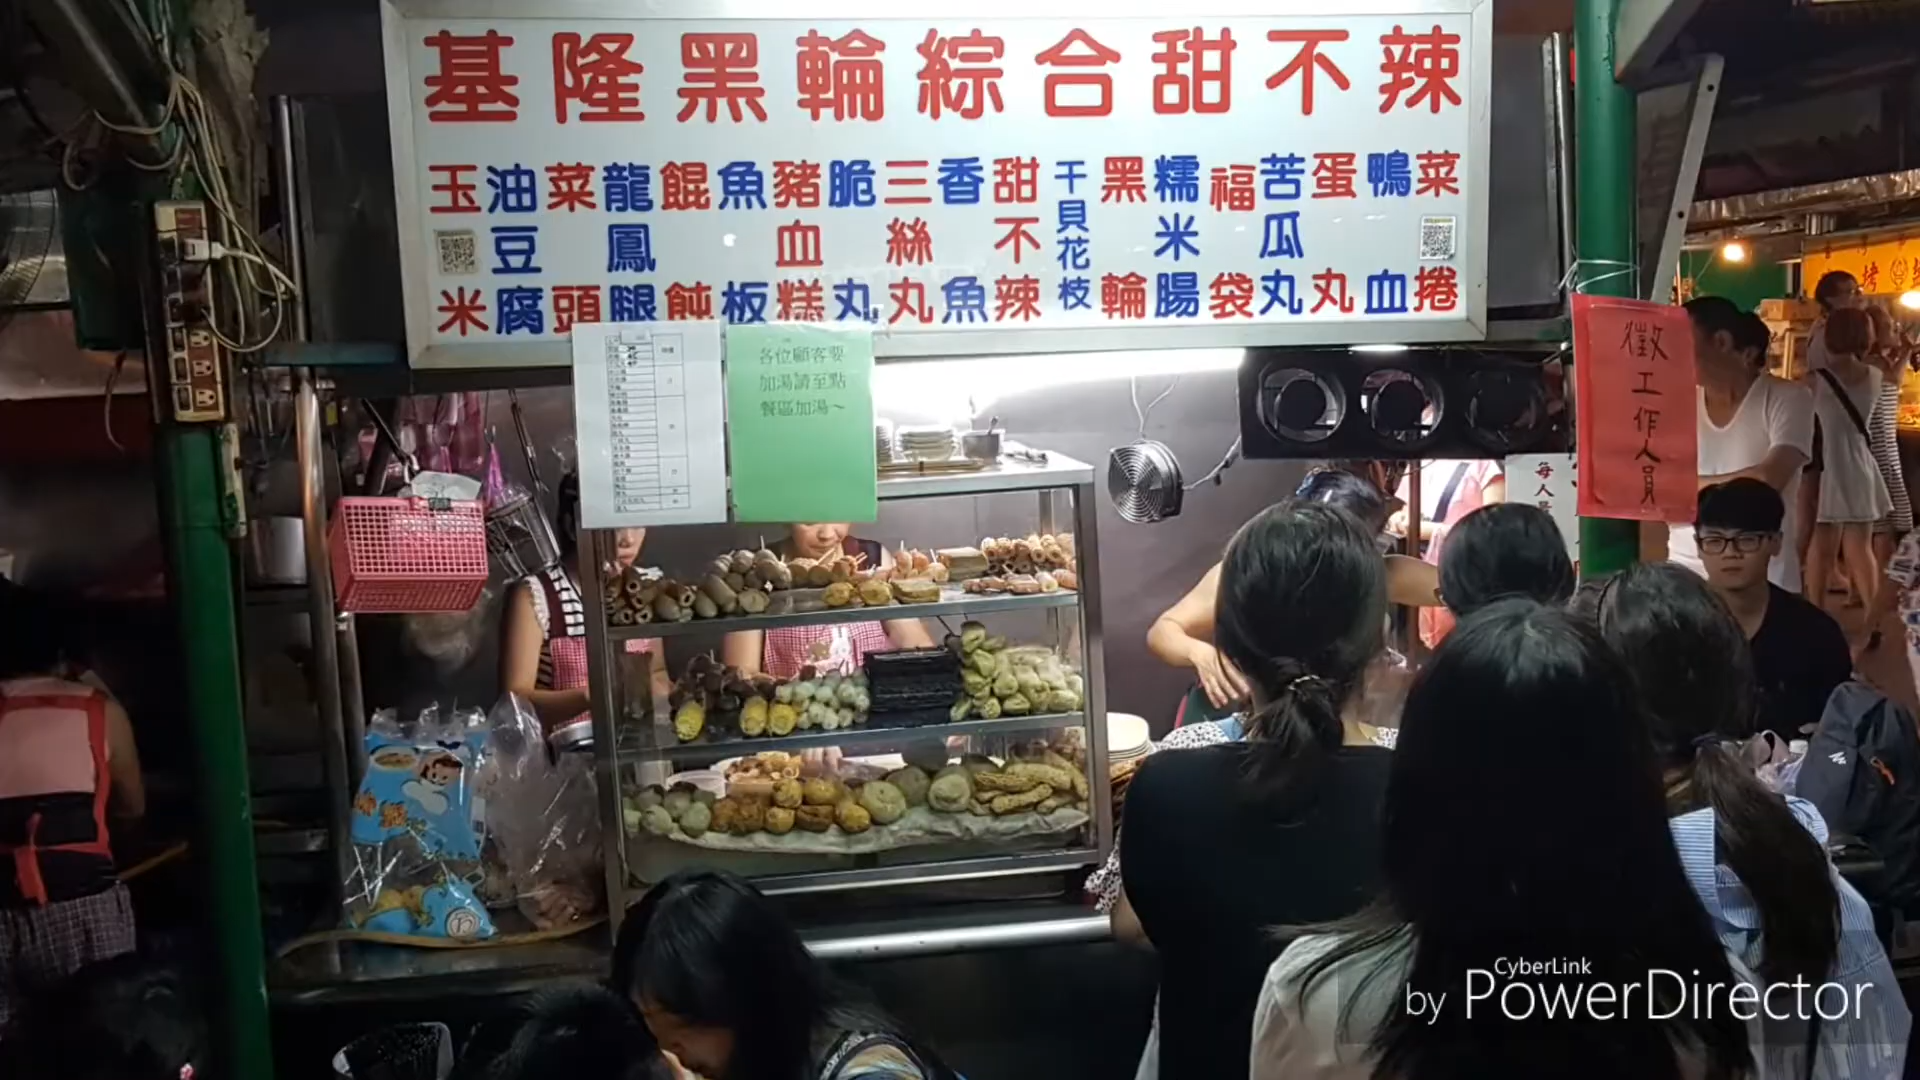 基隆黑輪綜合甜不辣
玉米
油豆腐
菜頭
龍鳳腿
餛飩
魚板
豬血糕
脆丸
三絲丸
香魚
甜不辣
干貝花枝
黑輪
糯米腸
福袋
苦瓜丸
蛋丸
鴨血
菜捲
各位顧客要
加湯請至點
餐區加湯~
徵工作人員
每人
烤
CyberLink
by PowerDirector